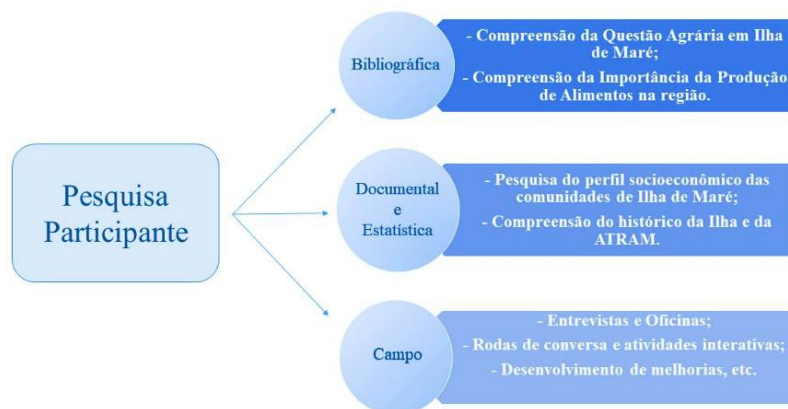 Pesquisa
Participante
Bibliográfica
- Compreensão da Questão Agrária em Ilha
de Maré;
- Compreensão da Importância da Produção
de Alimentos na região.
Documental
e
Estatística
- Pesquisa do perfil socioeconômico das
comunidades de Ilha de Maré;
- Compreensão do histórico da Ilha e da
ATRAM.
Campo
- Entrevistas e Oficinas;
- Rodas de conversa e atividades interativas;
- Desenvolvimento de melhorias, etc.